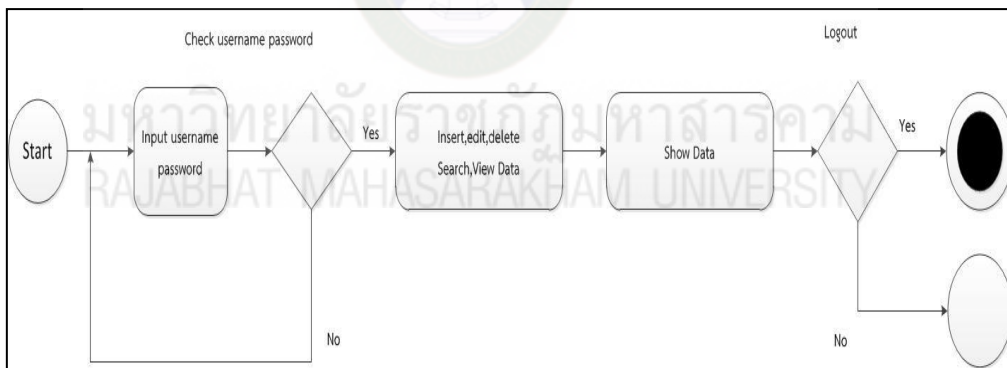 Check username password
Logout
มหาวิทยาลัยราชภัฏมหาสารคาม
RAJABHAT MAHASARAKHAM UNIVERSITY
Start
Input username
password
Yes
Insert,edit,delete
Search,View Data
Show Data
Yes
No
No